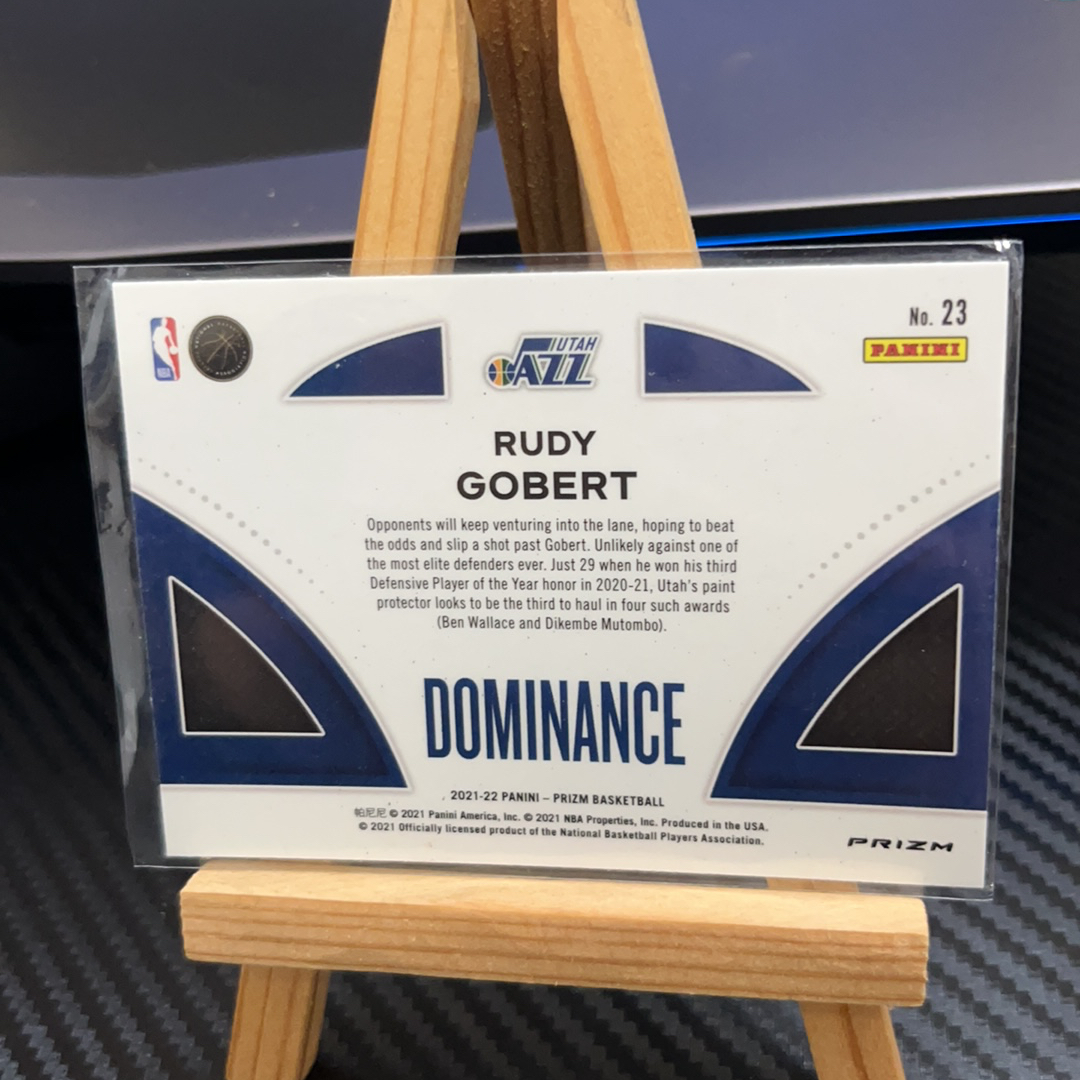 No. 23
PANINI
UTAH
JAZZ
RUDY
GOBERT
Opponents will keep venturing into the lane, hoping to beat
the odds and slip a shot past Gobert. Unlikely against one of
the most elite defenders ever. Just 29 when he won his third
Defensive Player of the Year honor in 2020-21, Utah's paint
protector looks to be the third to haul in four such awards
(Ben Wallace and Dikembe Mutombo).
DOMINANCE
2021-22 PANINI – PRIZM BASKETBALL
帕尼尼 © 2021 Panini America, Inc. © 2021 NBA Properties, Inc. Produced in the USA.
© 2021 Officially licensed product of the National Basketball Players Association.
PRIZM